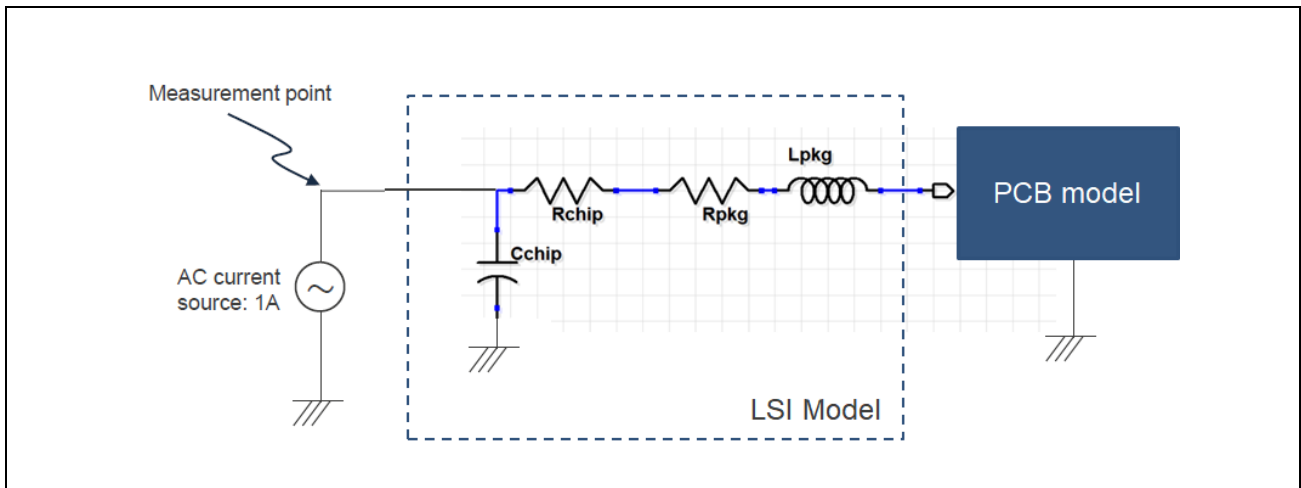 Measurement point
Lpkg
PCB model
Rchip
Rpkg
Cchip
AC current
source: 1A
LSI Model